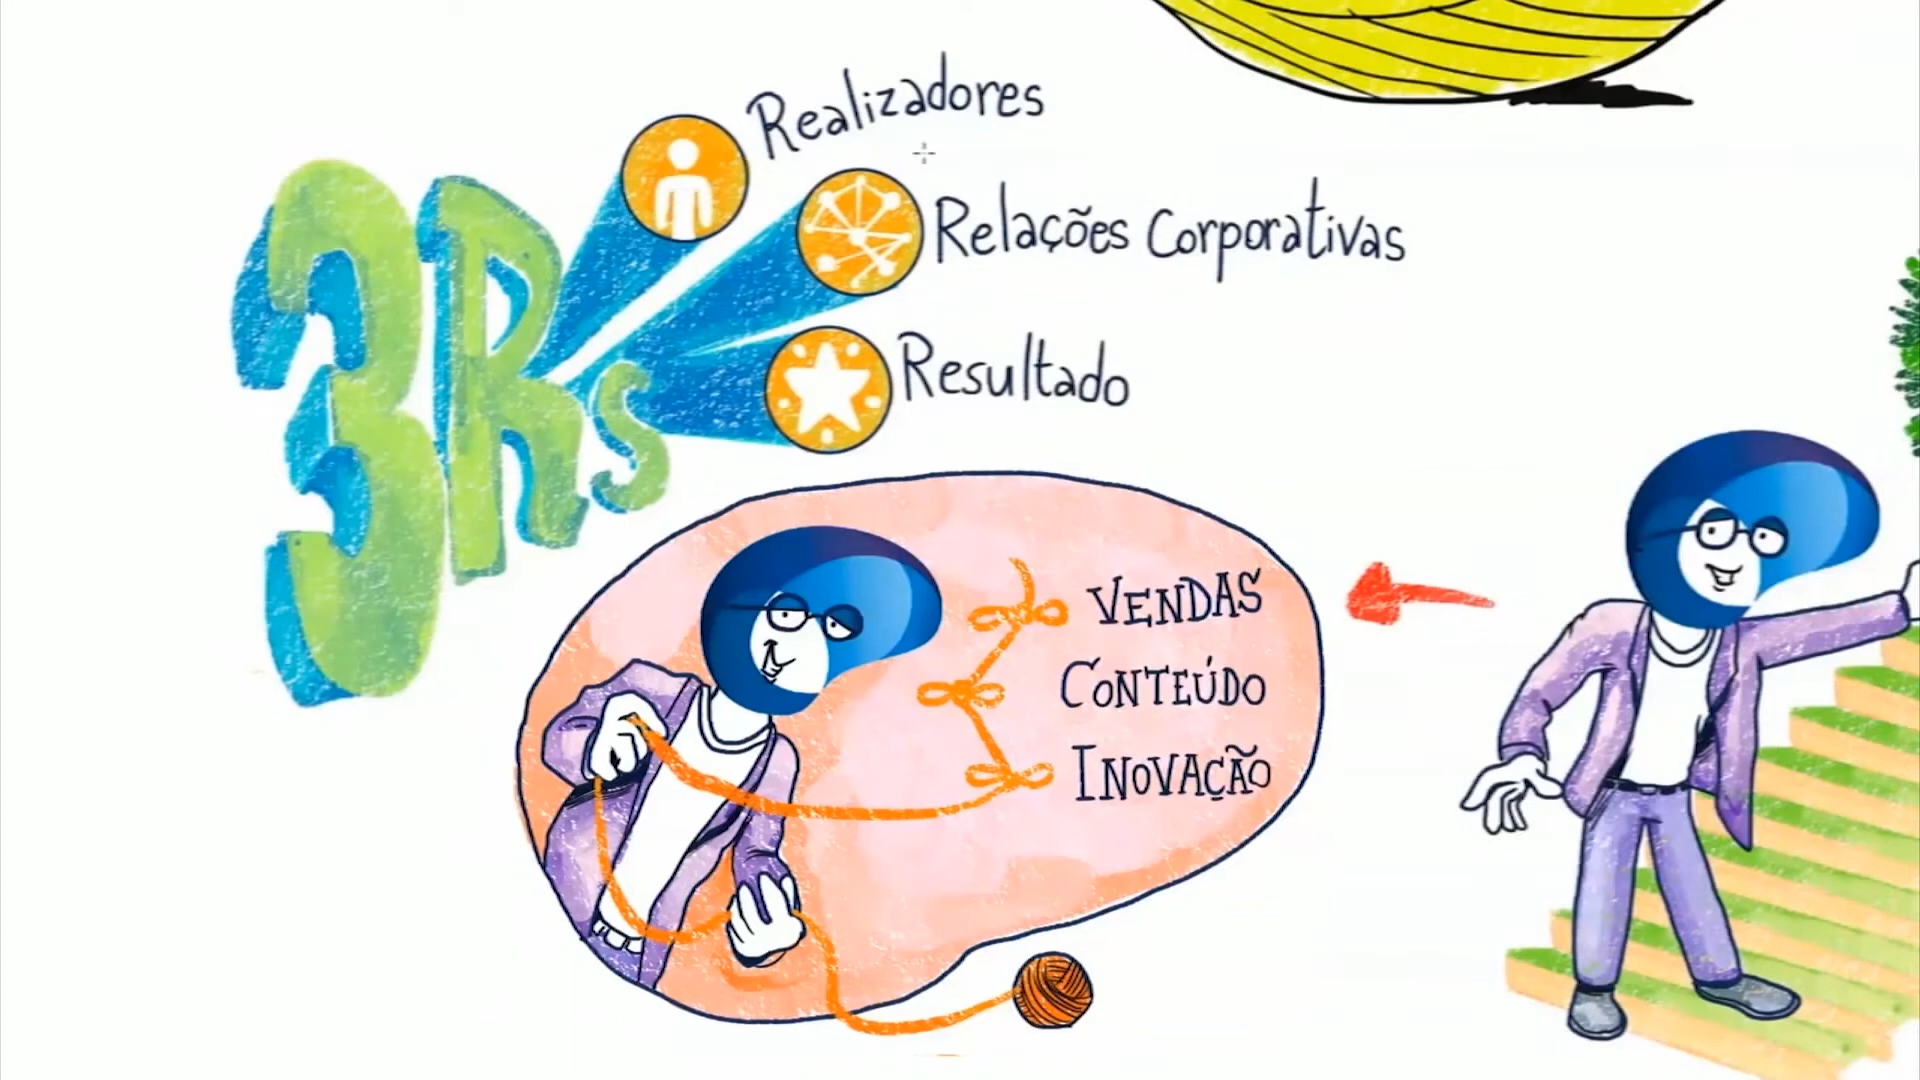 3Rs
Realizadores
Relações Corporativas
Resultado
VENDAS
CONTEÚDO
INOVAÇÃO